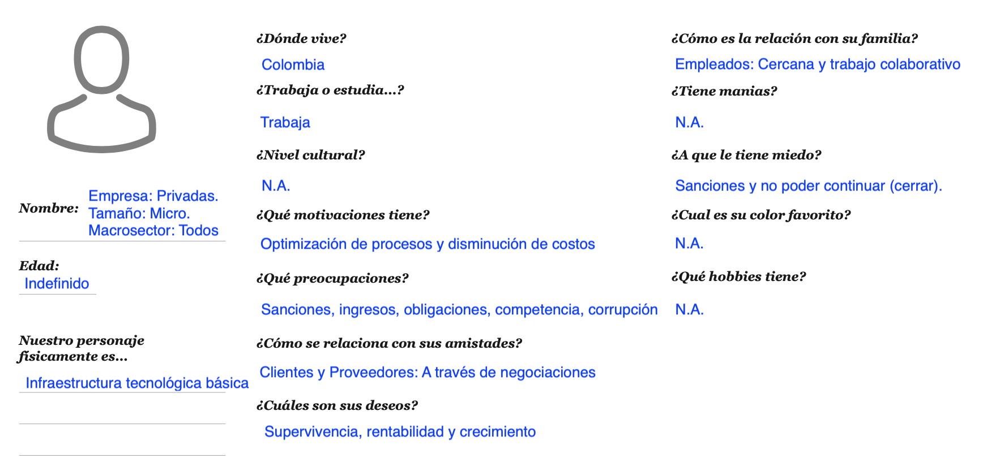 Nombre:
Empresa: Privadas.
Tamaño: Micro.
Macrosector: Todos
Edad:
Indefinido
Nuestro personaje
físicamente es...
Infraestructura tecnológica básica
¿Dónde vive?
Colombia
¿Trabaja o estudia...?
Trabaja
¿Nivel cultural?
N.A.
¿Qué motivaciones tiene?
Optimización de procesos y disminución de costos
¿Qué preocupaciones?
Sanciones, ingresos, obligaciones, competencia, corrupción
¿Cómo se relaciona con sus amistades?
Clientes y Proveedores: A través de negociaciones
¿Cuáles son sus deseos?
Supervivencia, rentabilidad y crecimiento
¿Cómo es la relación con su familia?
Empleados: Cercana y trabajo colaborativo
¿Tiene manias?
N.A.
¿A que le tiene miedo?
Sanciones y no poder continuar (cerrar).
¿Cual es su color favorito?
N.A.
¿Qué hobbies tiene?
N.A.